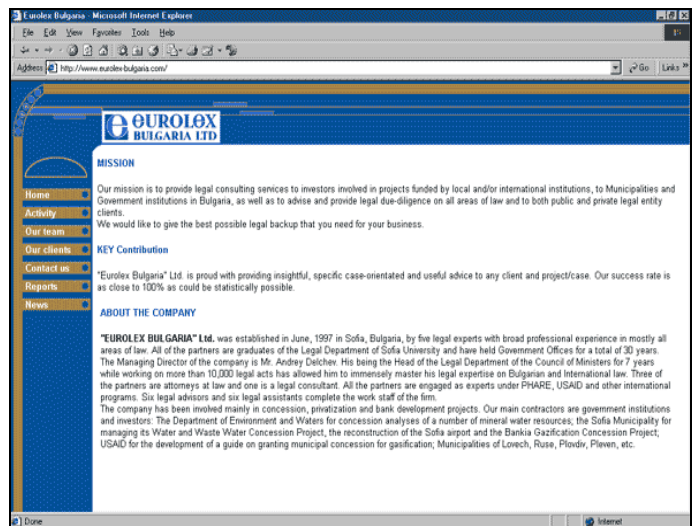 Eurolex Bulgaria - Microsoft Internet Explorer
File Edit View Favorites Tools Help
Address http://www.eurolex-bulgaria.com/ Go Links »
eUROLeX
BULGARIA LTD
MISSION
Our mission is to provide legal consulting services to investors involved in projects funded by local and/or international institutions, to Municipalities and
Government institutions in Bulgaria, as well as to advise and provide legal due-diligence on all areas of law and to both public and private legal entity
clients.
We would like to give the best possible legal backup that you need for your business.
Home
Activity
Our team
Our clients
Contact us
Reports
News
KEY Contribution
"Eurolex Bulgaria" Ltd. is proud with providing insightful, specific case-orientated and useful advice to any client and project/case. Our success rate is
as close to 100% as could be statistically possible.
ABOUT THE COMPANY
"EUROLEX BULGARIA" Ltd. was established in June, 1997 in Sofia, Bulgaria, by five legal experts with broad professional experience in mostly all
areas of law. All of the partners are graduates of the Legal Department of Sofia University and have held Government Offices for a total of 30 years.
The Managing Director of the company is Mr. Andrey Delchev. His being the Head of the Legal Department of the Council of Ministers for 7 years
while working on more than 10,000 legal acts has allowed him to immensely master his legal expertise on Bulgarian and International law. Three of
the partners are attorneys at law and one is a legal consultant. All the partners are engaged as experts under PHARE, USAID and other international
programs. Six legal advisors and six legal assistants complete the work staff of the firm.
The company has been involved mainly in concession, privatization and bank development projects. Our main contractors are government institutions
and investors: The Department of Environment and Waters for concession analyses of a number of mineral water resources; the Sofia Municipality for
managing its Water and Waste Water Concession Project, the reconstruction of the Sofia airport and the Bankia Gazification Concession Project;
USAID for the development of a guide on granting municipal concession for gasification; Municipalities of Lovech, Ruse, Plovdiv, Pleven, etc.
Done Internet